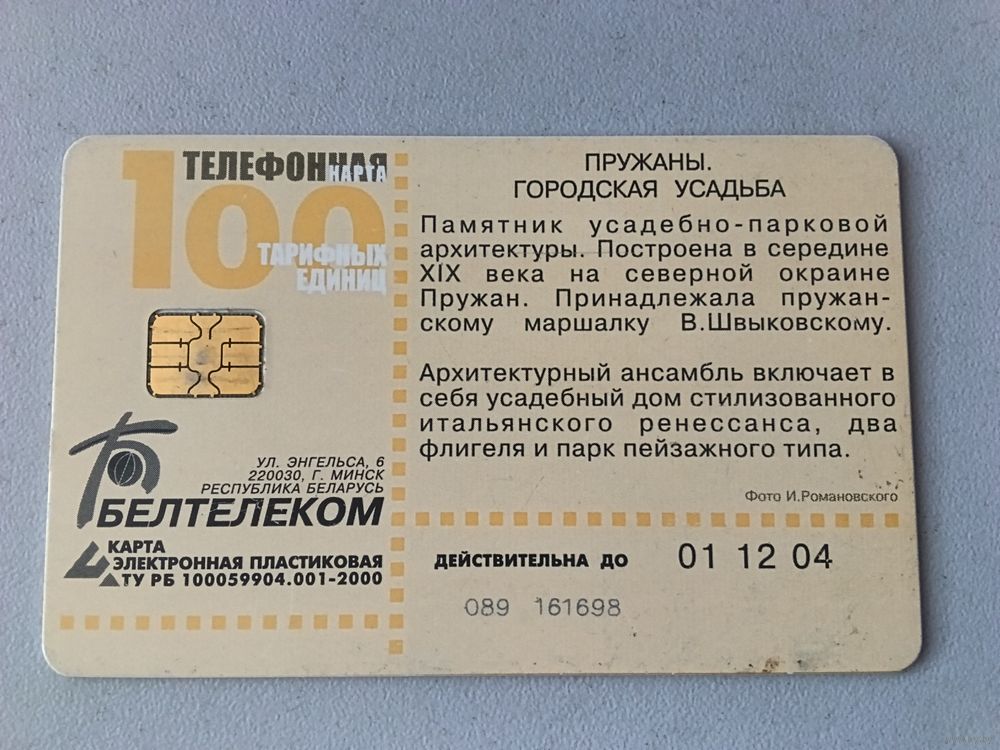 ТЕЛЕФОННАЯ
КАРТА
100
ТАРИФНЫХ
ЕДИНИЦ
БЕЛТЕЛЕКОМ
УЛ. ЭНГЕЛЬСА, 6
220030, Г. МИНСК
РЕСПУБЛИКА БЕЛАРУСЬ
КАРТА
ЭЛЕКТРОННАЯ ПЛАСТИКОВАЯ
ТУ РБ 100059904.001-2000
ПРУЖАНЫ.
ГОРОДСКАЯ УСАДЬБА
Памятник усадебно-парковой
архитектуры. Построена в середине
XIX века на северной окраине
Пружан. Принадлежала пружан-
скому маршалку В.Швыковскому.
Архитектурный ансамбль включает в
себя усадебный дом стилизованного
итальянского ренессанса, два
флигеля и парк пейзажного типа.
Фото И.Романовского
ДЕЙСТВИТЕЛЬНА ДО 01 12 04
089 161698